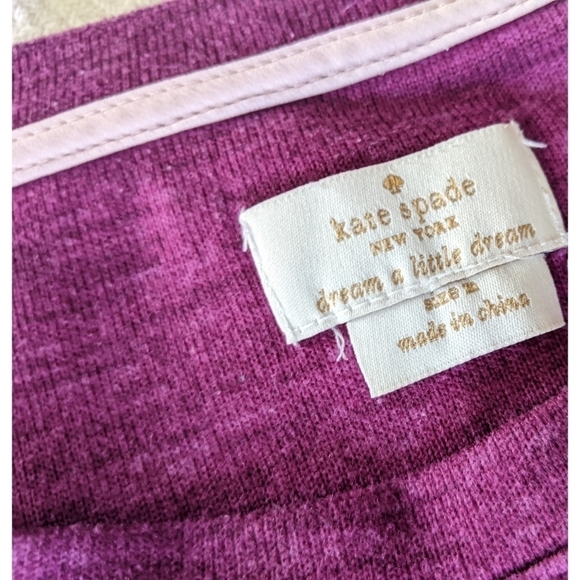 kate spade
NEW YORK
dream a little dream
SIZE M
made in china